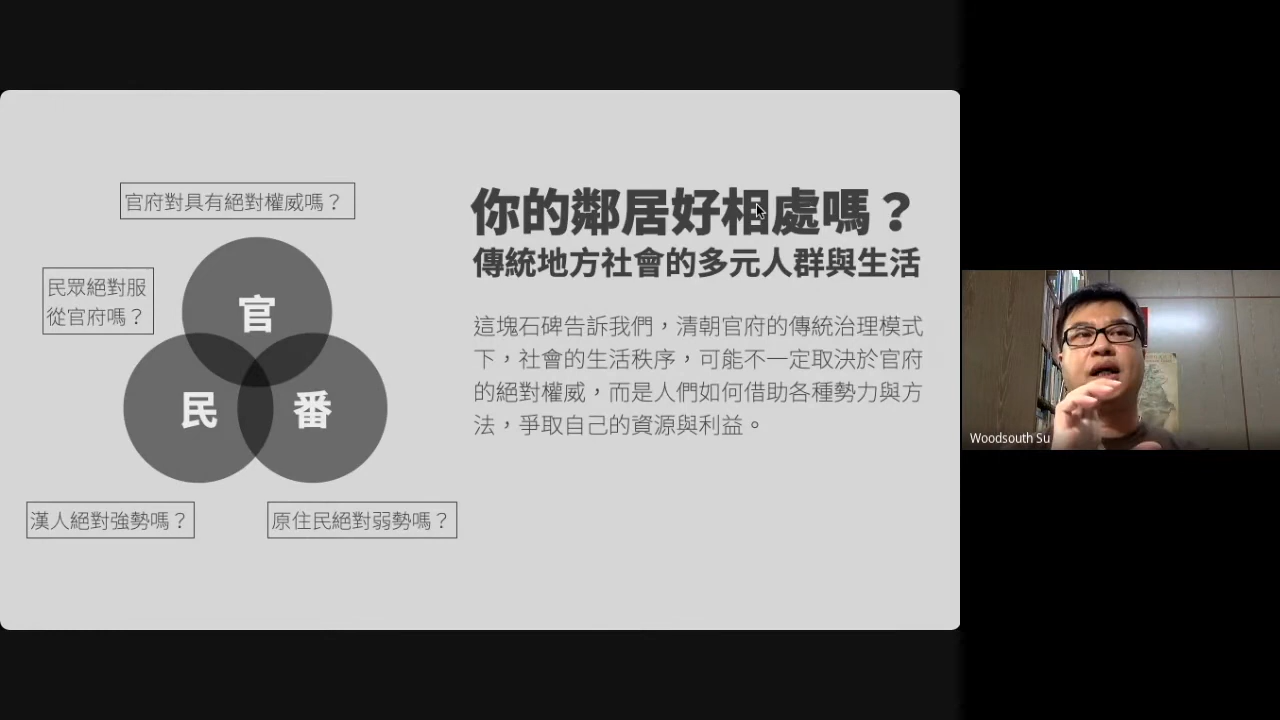 官府對具有絕對權威嗎？
民眾絕對服
從官府嗎？
官
民
番
漢人絕對強勢嗎？
原住民絕對弱勢嗎？
你的鄰居好相處嗎？
傳統地方社會的多元人群與生活
這塊石碑告訴我們，清朝官府的傳統治理模式
下，社會的生活秩序，可能不一定取決於官府
的絕對權威，而是人們如何借助各種勢力與方
法，爭取自己的資源與利益。
Woodsouth Su